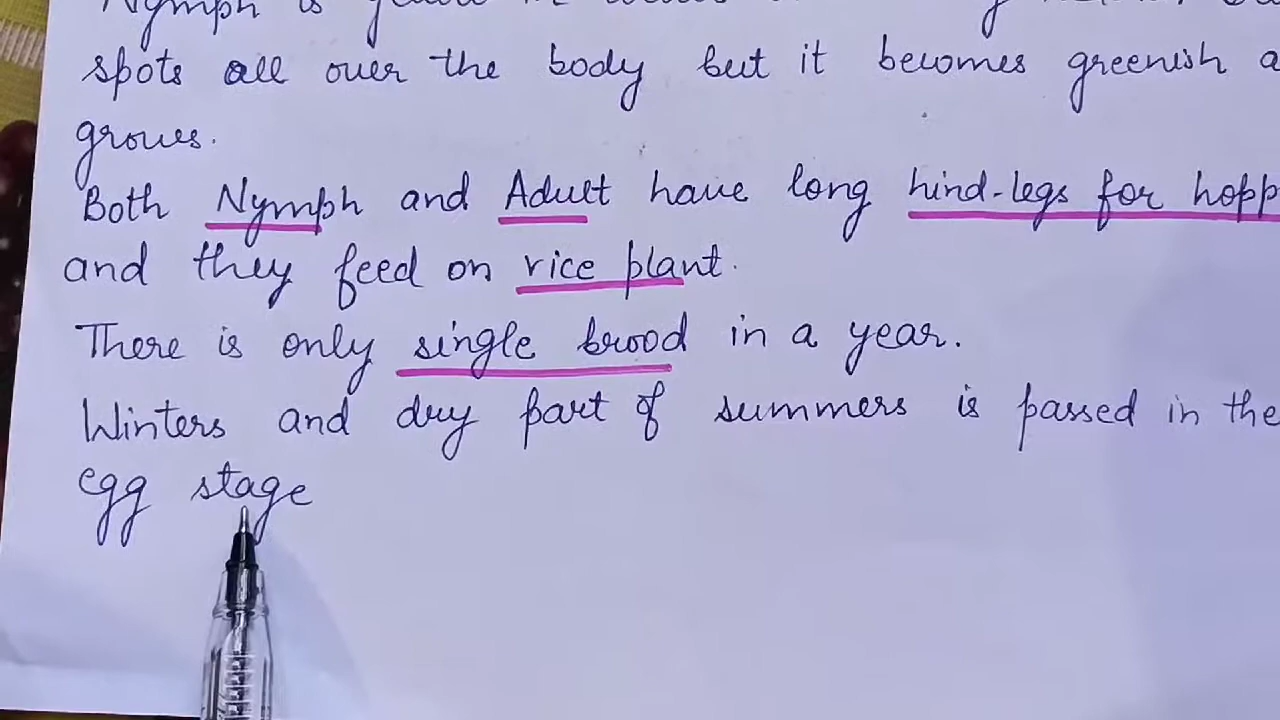 Nymph is
spots all over the body but it becomes greenish a
grows.
Both Nymph and Adult have long hind-legs for hopp
and they feed on rice plant.
There is only single brood in a year.
Winters and dry part of summers is passed in the
egg stage